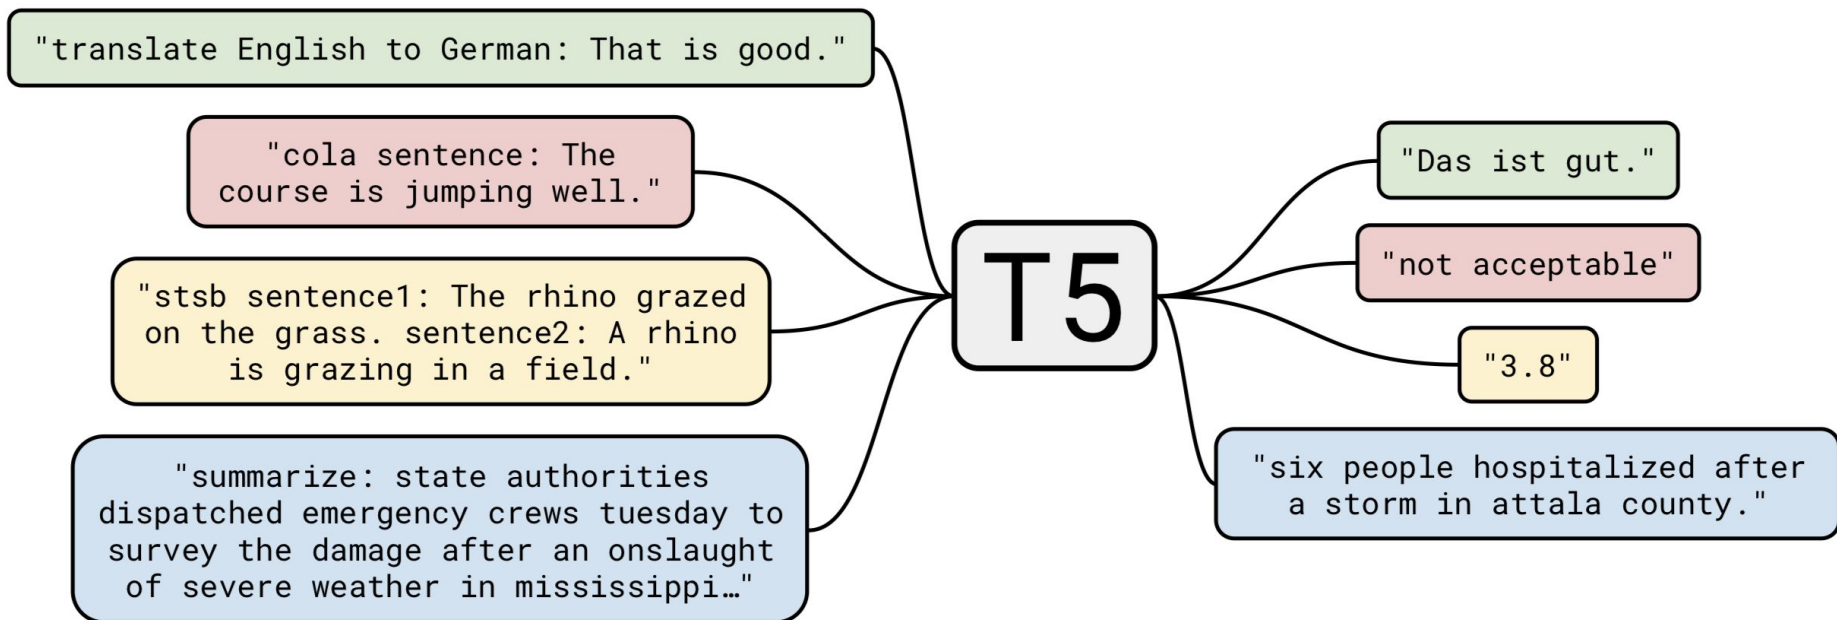 "translate English to German: That is good."
"cola sentence: The
course is jumping well."
"stsb sentence1: The rhino grazed
on the grass. sentence2: A rhino
is grazing in a field."
"summarize: state authorities
dispatched emergency crews tuesday to
survey the damage after an onslaught
of severe weather in mississippi…"
T5
"Das ist gut."
"not acceptable"
"3.8"
"six people hospitalized after
a storm in attala county."